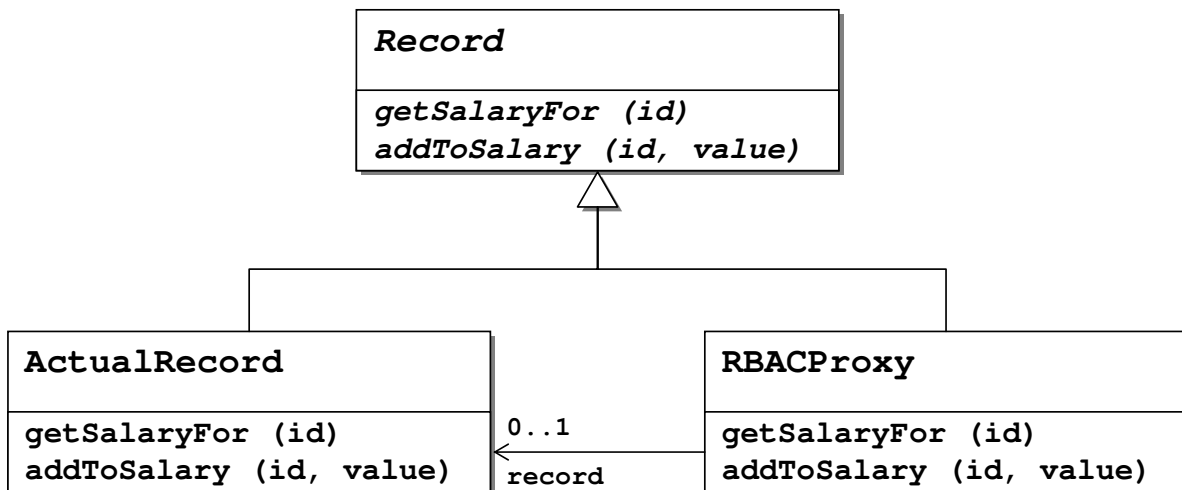 Record
getSalaryFor (id)
addToSalary (id, value)
ActualRecord
getSalaryFor (id)
addToSalary (id, value)
0..1
record
RBACProxy
getSalaryFor (id)
addToSalary (id, value)